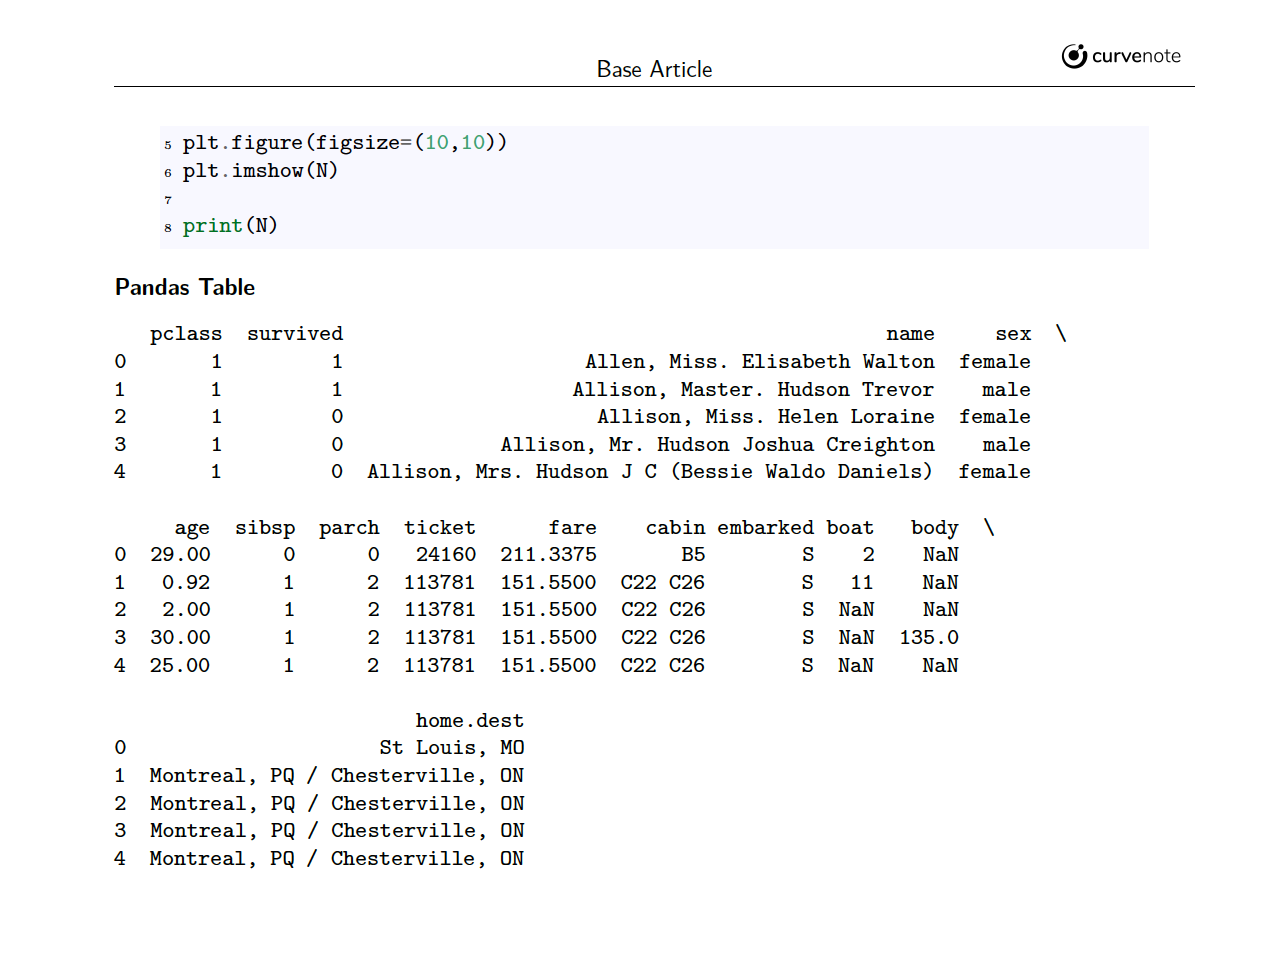 Base Article
curvenote
5 plt.figure(figsize=(10,10))
6 plt.imshow(N)
7
8 print(N)
Pandas Table
   pclass  survived                                             name     sex  \
0       1         1                    Allen, Miss. Elisabeth Walton  female
1       1         1                   Allison, Master. Hudson Trevor    male
2       1         0                     Allison, Miss. Helen Loraine  female
3       1         0             Allison, Mr. Hudson Joshua Creighton    male
4       1         0  Allison, Mrs. Hudson J C (Bessie Waldo Daniels)  female
     age  sibsp  parch  ticket      fare    cabin embarked boat   body  \
0  29.00      0      0   24160  211.3375       B5        S    2    NaN
1   0.92      1      2  113781  151.5500  C22 C26        S   11    NaN
2   2.00      1      2  113781  151.5500  C22 C26        S  NaN    NaN
3  30.00      1      2  113781  151.5500  C22 C26        S  NaN  135.0
4  25.00      1      2  113781  151.5500  C22 C26        S  NaN    NaN
                         home.dest
0                     St Louis, MO
1  Montreal, PQ / Chesterville, ON
2  Montreal, PQ / Chesterville, ON
3  Montreal, PQ / Chesterville, ON
4  Montreal, PQ / Chesterville, ON